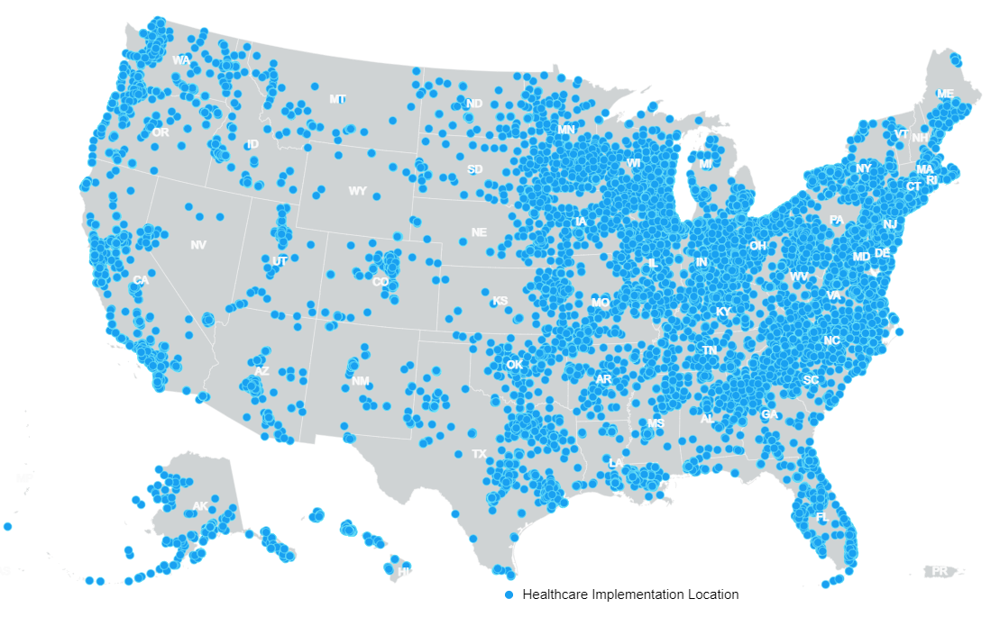 WA
MT
ND
ME
MN
OR
VT
NH
ID
WI
MI
SD
NY
MA
WY
CT
RI
IA
PA
NJ
NE
NV
OH
MD
DE
UT
IL
IN
CA
CO
WV
VA
KS
MO
KY
NC
TN
AZ
OK
NM
AR
SC
GA
AL
MS
TX
LA
AK
FL
HI
PR
Healthcare Implementation Location